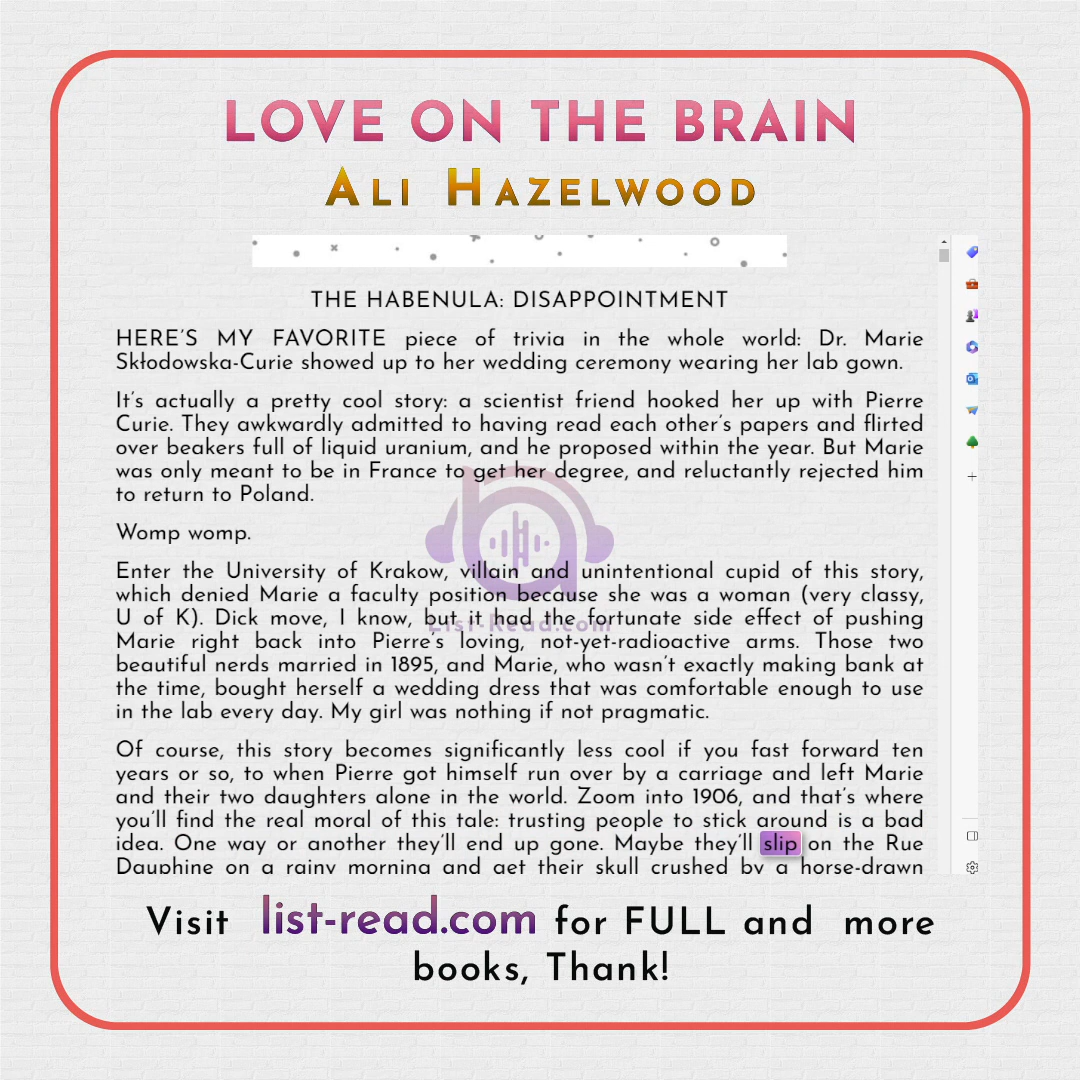 LOVE ON THE BRAIN
ALI HAZELWOOD
THE HABENULA: DISAPPOINTMENT
HERE'S MY FAVORITE piece of trivia in the whole world: Dr. Marie
Skłodowska-Curie showed up to her wedding ceremony wearing her lab gown.
It's actually a pretty cool story: a scientist friend hooked her up with Pierre
Curie. They awkwardly admitted to having read each other's papers and flirted
over beakers full of liquid uranium, and he proposed within the year. But Marie
was only meant to be in France to get her degree, and reluctantly rejected him
to return to Poland.
Womp womp.
Enter the University of Krakow, villain and unintentional cupid of this story,
which denied Marie a faculty position because she was a woman (very classy,
U of K). Dick move, I know, but it had the fortunate side effect of pushing
List-Read.com
Marie right back into Pierre's loving, not-yet-radioactive arms. Those two
beautiful nerds married in 1895, and Marie, who wasn't exactly making bank at
the time, bought herself a wedding dress that was comfortable enough to use
in the lab every day. My girl was nothing if not pragmatic.
Of course, this story becomes significantly less cool if you fast forward ten
years or so, to when Pierre got himself run over by a carriage and left Marie
and their two daughters alone in the world. Zoom into 1906, and that's where
you'll find the real moral of this tale: trusting people to stick around is a bad
idea. One way or another they'll end up gone. Maybe they'll slip on the Rue
Dauphine on a rainy morning and get their skull crushed by a horse-drawn
Visit list-read.com for FULL and more
books, Thank!